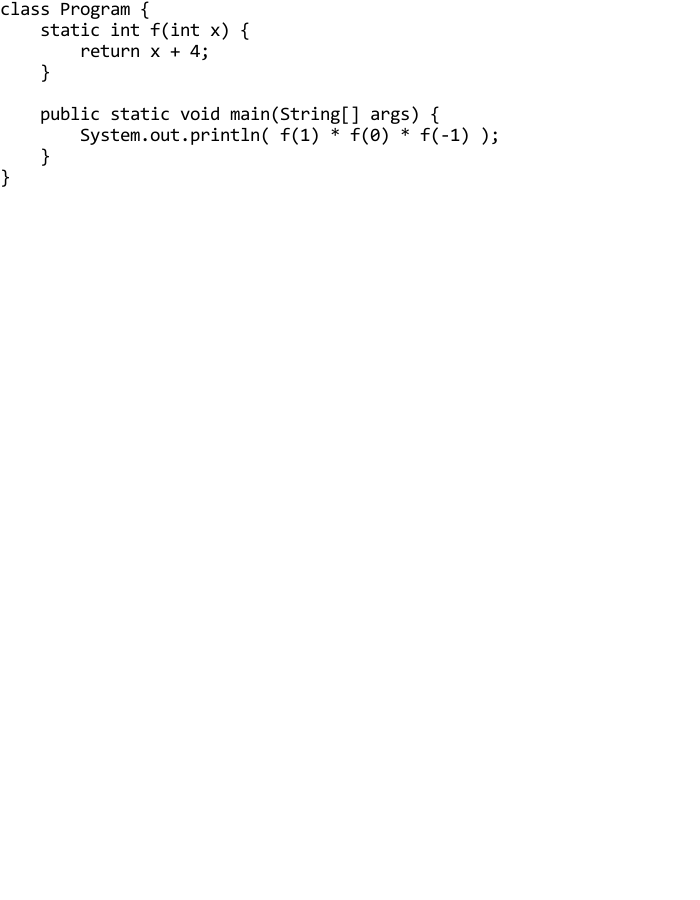 class Program {
    static int f(int x) {
        return x + 4;
    }

    public static void main(String[] args) {
        System.out.println( f(1) * f(0) * f(-1) );
    }
}